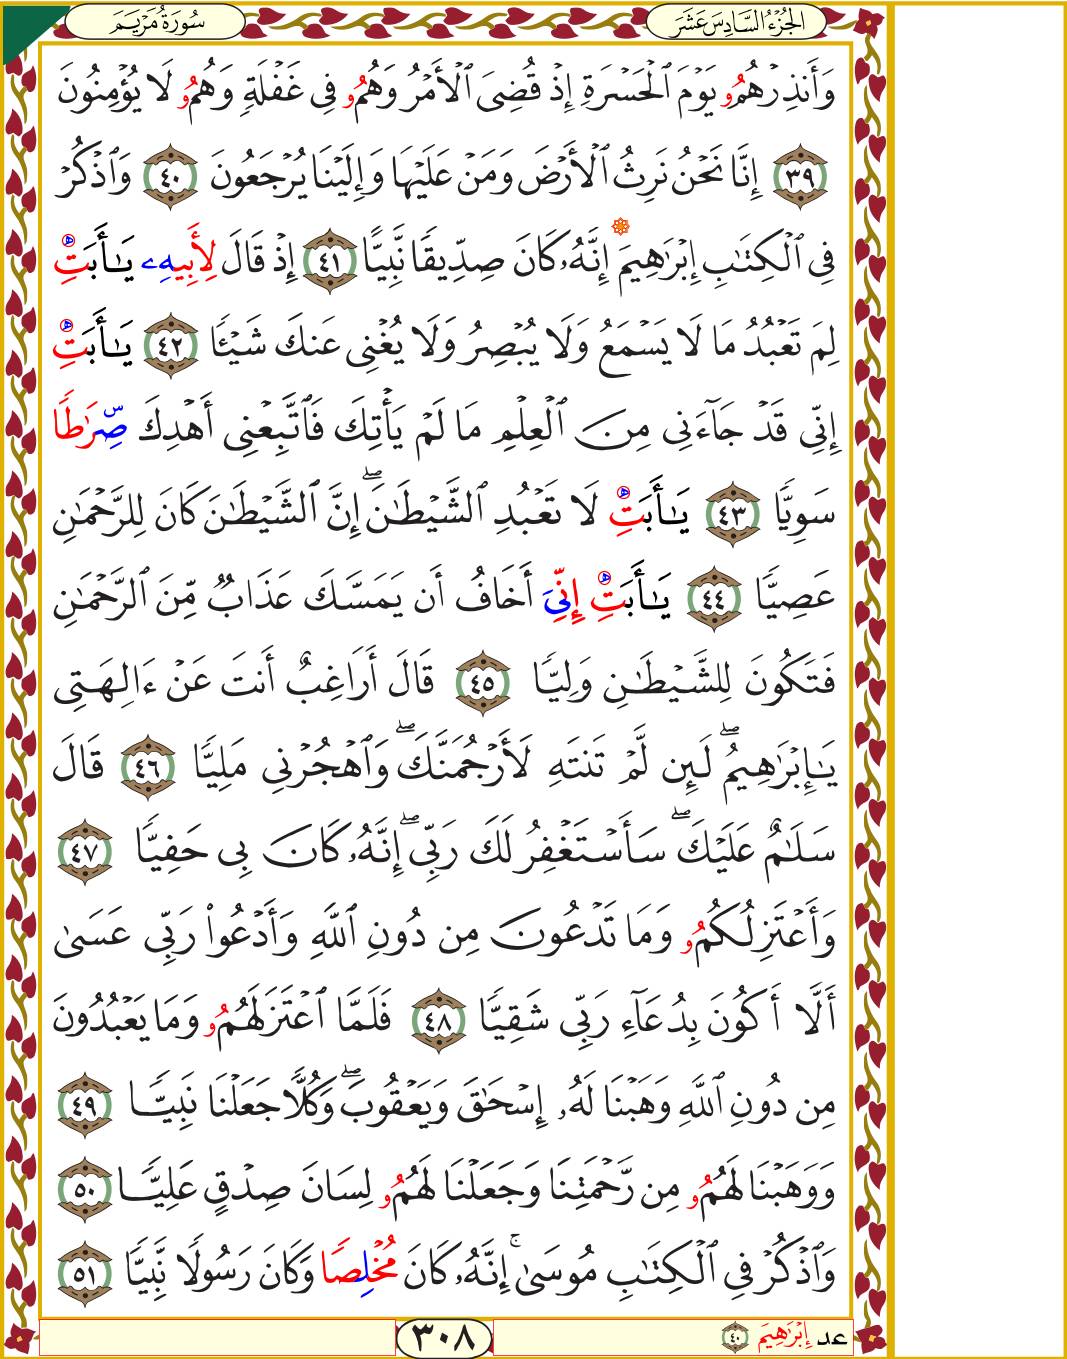 الجُزْءُ السَّادِسَ عَشَرَ
سُورَةُ مَرْيَمَ
وَأَنذِرْهُمُۥ يَوْمَ ٱلْحَسْرَةِ إِذْ قُضِىَ ٱلْأَمْرُ وَهُمُۥ فِى غَفْلَةٍ وَهُمُۥ لَا يُؤْمِنُونَ
٣٩ إِنَّا نَحْنُ نَرِثُ ٱلْأَرْضَ وَمَنْ عَلَيْهَا وَإِلَيْنَا يُرْجَعُونَ ٤٠ وَٱذْكُرْ
فِى ٱلْكِتَٰبِ إِبْرَٰهِيمَ إِنَّهُۥ كَانَ صِدِّيقًا نَّبِيًّا ٤١ إِذْ قَالَ لِأَبِيهِ ۦ يَٰٓأَبَتِ ه
لِمَ تَعْبُدُ مَا لَا يَسْمَعُ وَلَا يُبْصِرُ وَلَا يُغْنِى عَنكَ شَيْـًٔا ٤٢ يَٰٓأَبَتِ ه
إِنِّى قَدْ جَآءَنِى مِنَ ٱلْعِلْمِ مَا لَمْ يَأْتِكَ فَٱتَّبِعْنِى أَهْدِكَ صِّرَٰطًا س
سَوِيًّا ٤٣ يَٰٓأَبَتِ ه لَا تَعْبُدِ ٱلشَّيْطَٰنَ ۖ إِنَّ ٱلشَّيْطَٰنَ كَانَ لِلرَّحْمَٰنِ
عَصِيًّا ٤٤ يَٰٓأَبَتِ ه إِنِّىَ أَخَافُ أَن يَمَسَّكَ عَذَابٌ مِّنَ ٱلرَّحْمَٰنِ
فَتَكُونَ لِلشَّيْطَٰنِ وَلِيًّا ٤٥ قَالَ أَرَاغِبٌ أَنتَ عَنْ ءَالِهَتِى
يَٰٓإِبْرَٰهِيمُ ۖ لَئِن لَّمْ تَنتَهِ لَأَرْجُمَنَّكَ ۖ وَٱهْجُرْنِى مَلِيًّا ٤٦ قَالَ
سَلَٰمٌ عَلَيْكَ ۖ سَأَسْتَغْفِرُ لَكَ رَبِّى ۖ إِنَّهُۥ كَانَ بِى حَفِيًّا ٤٧
وَأَعْتَزِلُكُمُۥ وَمَا تَدْعُونَ مِن دُونِ ٱللَّهِ وَأَدْعُوا۟ رَبِّى عَسَىٰ
أَلَّا أَكُونَ بِدُعَآءِ رَبِّى شَقِيًّا ٤٨ فَلَمَّا ٱعْتَزَلَهُمُۥ وَمَا يَعْبُدُونَ
مِن دُونِ ٱللَّهِ وَهَبْنَا لَهُۥ إِسْحَٰقَ وَيَعْقُوبَ ۖ وَكُلًّا جَعَلْنَا نَبِيًّا ٤٩
وَوَهَبْنَا لَهُمُۥ مِن رَّحْمَتِنَا وَجَعَلْنَا لَهُمُۥ لِسَانَ صِدْقٍ عَلِيًّا ٥٠
وَٱذْكُرْ فِى ٱلْكِتَٰبِ مُوسَىٰ ۚ إِنَّهُۥ كَانَ مُخْلِصًا وَكَانَ رَسُولًا نَّبِيًّا ٥١
عد إِبْرَٰهِيمَ ٤٠
٣٠٨